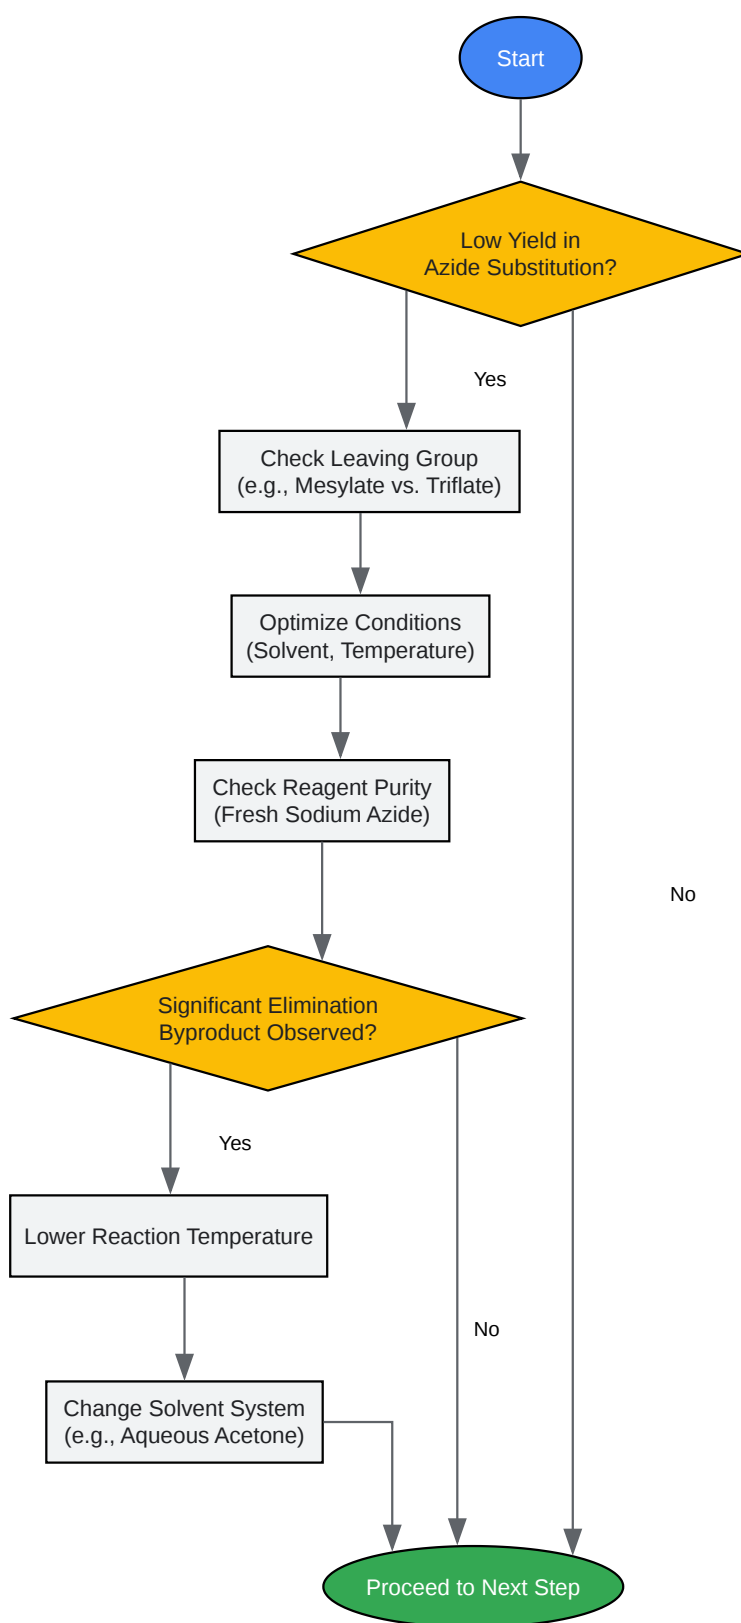 Start
Low Yield in
Azide Substitution?
Yes
Check Leaving Group
(e.g., Mesylate vs. Triflate)
Optimize Conditions
(Solvent, Temperature)
Check Reagent Purity
(Fresh Sodium Azide)
No
Significant Elimination
Byproduct Observed?
Yes
Lower Reaction Temperature
No
Change Solvent System
(e.g., Aqueous Acetone)
Proceed to Next Step